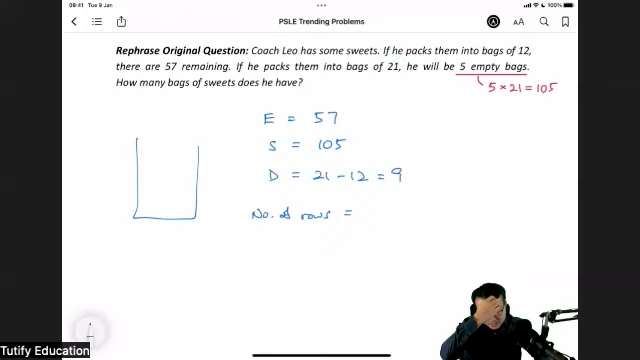 09:41 Tue 9 Jan
PSLE Trending Problems
100%
AA
Rephrase Original Question: Coach Leo has some sweets. If he packs them into bags of 12,
there are 57 remaining. If he packs them into bags of 21, he will be 5 empty bags.
How many bags of sweets does he have?
5 × 21 = 105
E = 57
S = 105
D = 21 - 12 = 9
No. of rows =
Tutify Education